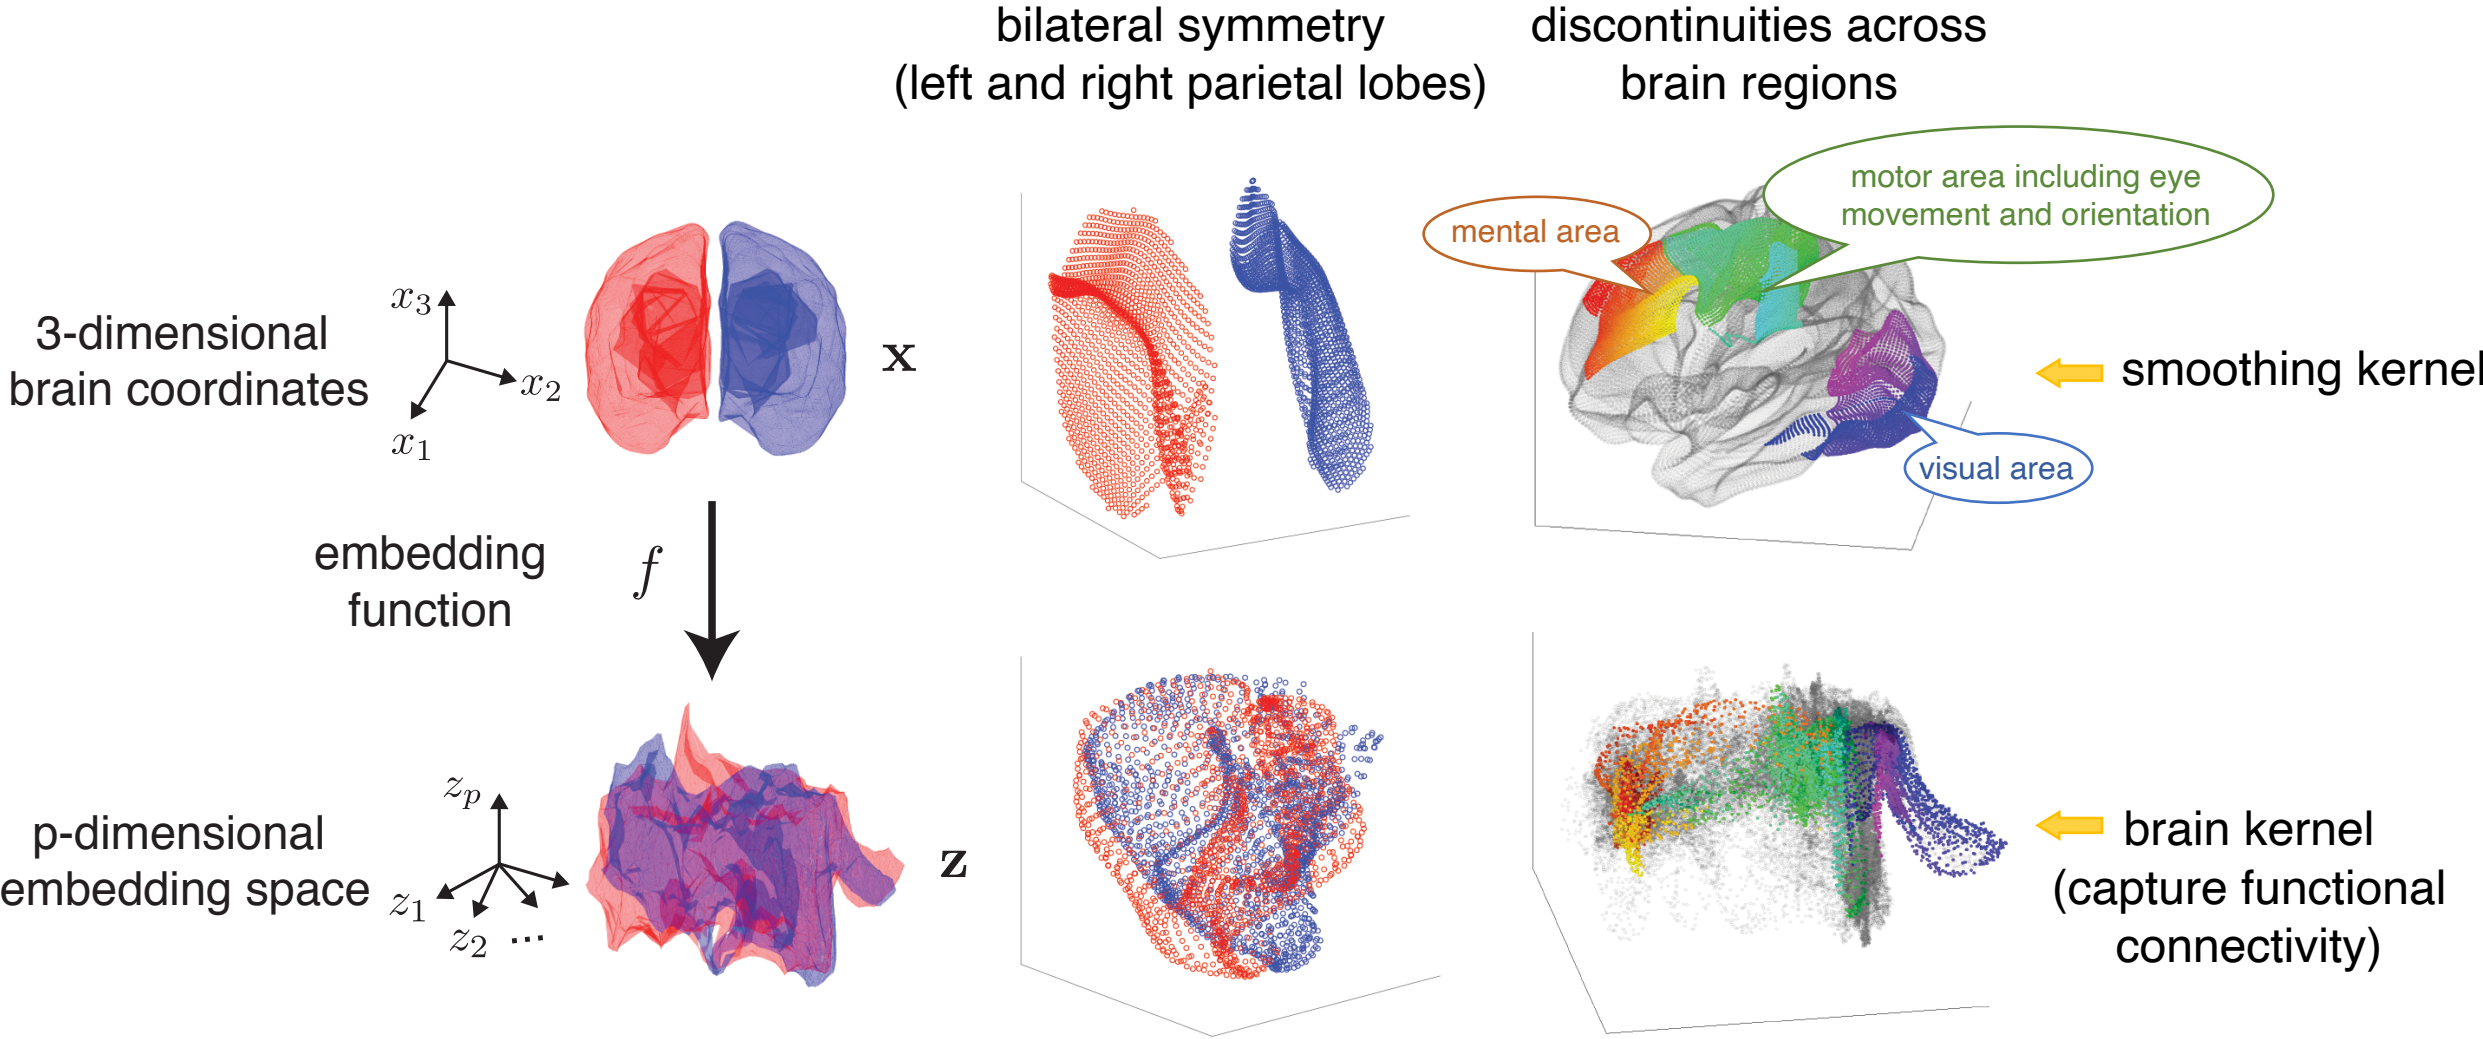 bilateral symmetry
(left and right parietal lobes)
discontinuities across
brain regions
mental area
motor area including eye
movement and orientation
visual area
3-dimensional
brain coordinates
x₃
x₂
x₁
x
smoothing kernel
embedding
function
f
p-dimensional
embedding space
zₚ
z₁
z₂
...
z
brain kernel
(capture functional
connectivity)